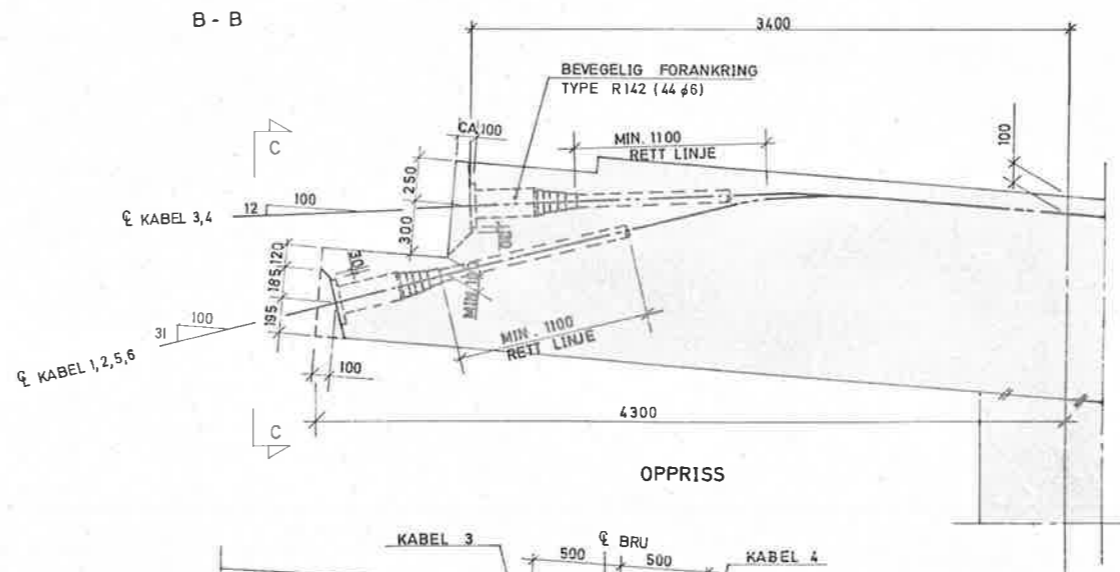 B - B
3400
BEVEGELIG FORANKRING
TYPE R142 (44 ϕ6)
CA.100
MIN. 1100
RETT LINJE
100
C
250
100
12
℄ KABEL 3,4
300
120
185
195
30
100
31
MIN. 1100
RETT LINJE
℄ KABEL 1,2,5,6
100
4300
C
OPPRISS
KABEL 3
℄ BRU
500
500
KABEL 4